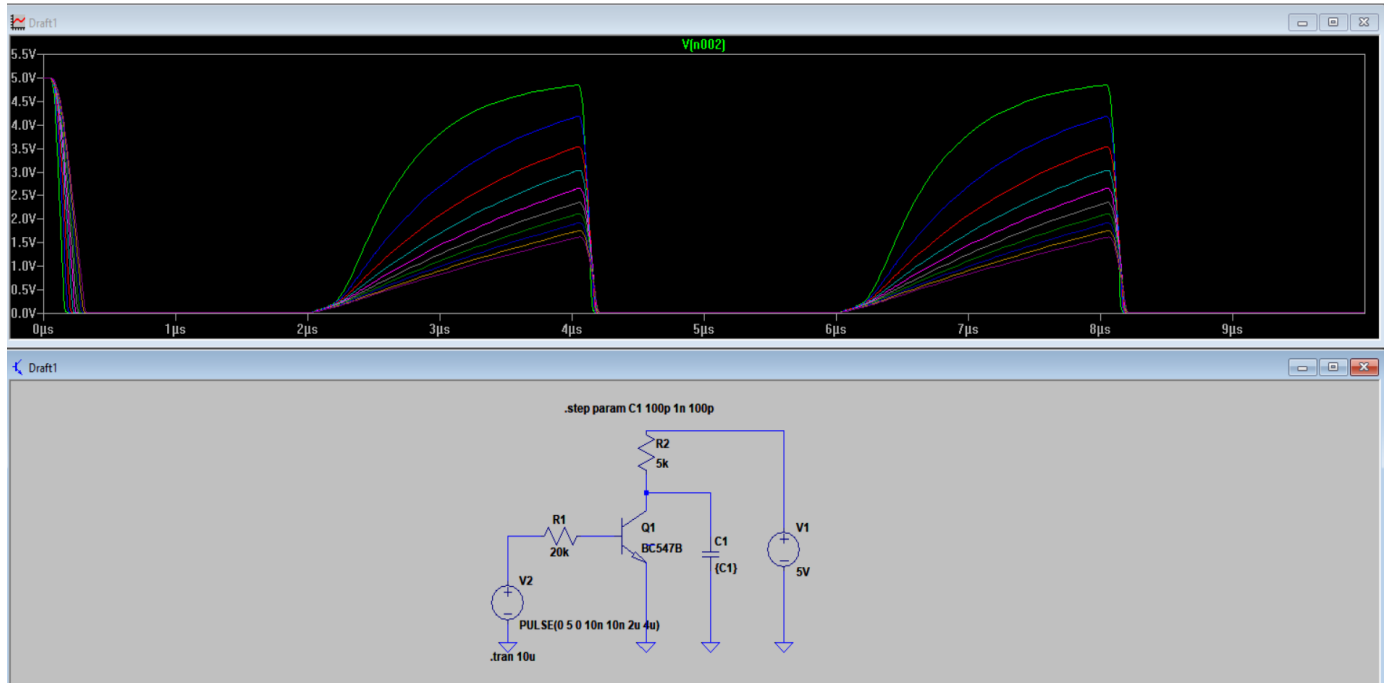 Draft1
V(n002)
5.5V
5.0V
4.5V
4.0V
3.5V
3.0V
2.5V
2.0V
1.5V
1.0V
0.5V
0.0V
0µs 1µs 2µs 3µs 4µs 5µs 6µs 7µs 8µs 9µs
Draft1
.step param C1 100p 1n 100p
R2
5k
R1
20k
Q1
BC547B
C1
{C1}
V1
5V
V2
PULSE(0 5 0 10n 10n 2u 4u)
.tran 10u